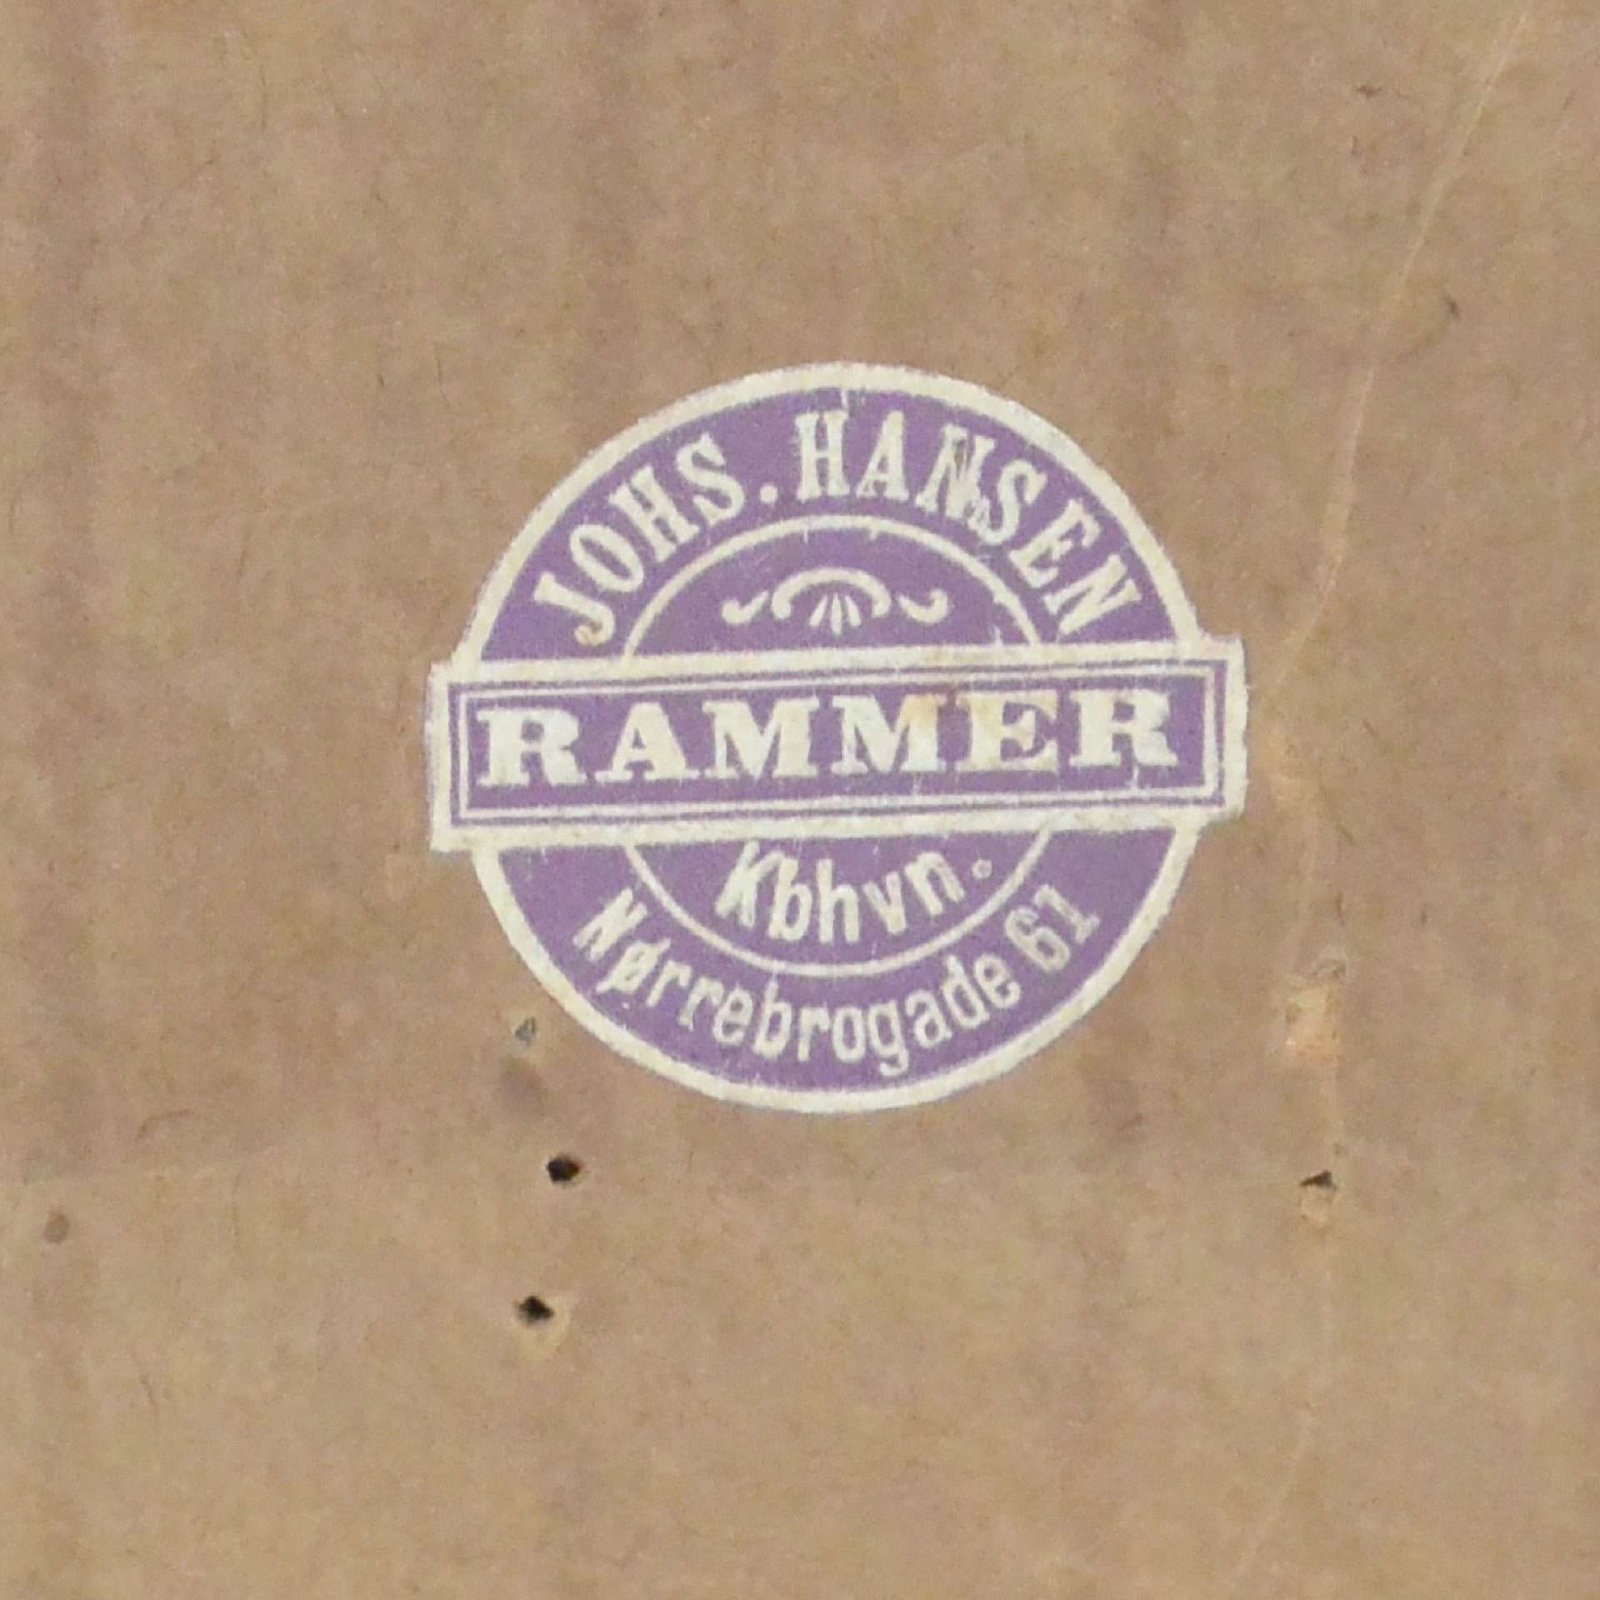 JOHS. HANSEN
RAMMER
Kbhvn.
Nørrebrogade 61